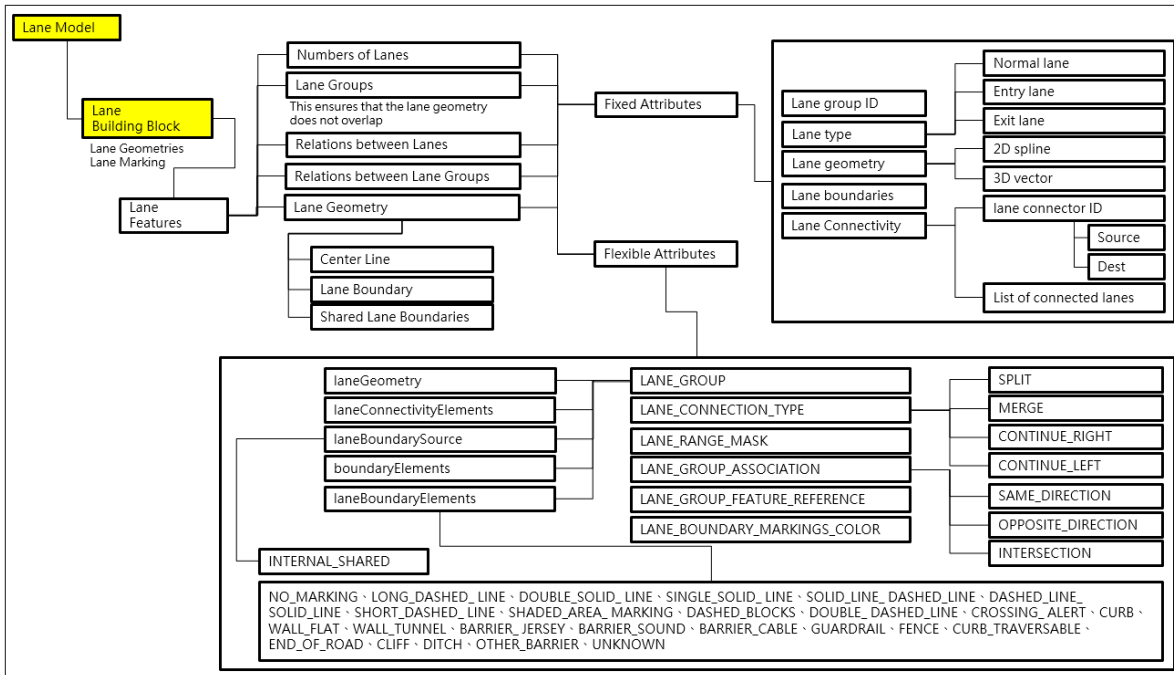 Lane Model
Lane
Building Block
Lane Geometries
Lane Marking
Lane
Features
Numbers of Lanes
Lane Groups
This ensures that the lane geometry
does not overlap
Relations between Lanes
Relations between Lane Groups
Lane Geometry
Center Line
Lane Boundary
Shared Lane Boundaries
Fixed Attributes
Flexible Attributes
Lane group ID
Lane type
Lane geometry
Lane boundaries
Lane Connectivity
Normal lane
Entry lane
Exit lane
2D spline
3D vector
lane connector ID
Source
Dest
List of connected lanes
laneGeometry
laneConnectivityElements
laneBoundarySource
boundaryElements
laneBoundaryElements
INTERNAL_SHARED
LANE_GROUP
LANE_CONNECTION_TYPE
LANE_RANGE_MASK
LANE_GROUP_ASSOCIATION
LANE_GROUP_FEATURE_REFERENCE
LANE_BOUNDARY_MARKINGS_COLOR
SPLIT
MERGE
CONTINUE_RIGHT
CONTINUE_LEFT
SAME_DIRECTION
OPPOSITE_DIRECTION
INTERSECTION
NO_MARKING、LONG_DASHED_ LINE、DOUBLE_SOLID_ LINE、SINGLE_SOLID_ LINE、SOLID_LINE_ DASHED_LINE、DASHED_LINE_
SOLID_LINE、SHORT_DASHED_ LINE、SHADED_AREA_ MARKING、DASHED_BLOCKS、DOUBLE_ DASHED_LINE、CROSSING_ALERT、CURB、
WALL_FLAT、WALL_TUNNEL、BARRIER_ JERSEY、BARRIER_SOUND、BARRIER_CABLE、GUARDRAIL、FENCE、CURB_TRAVERSABLE、
END_OF_ROAD、CLIFF、DITCH、OTHER_BARRIER、UNKNOWN